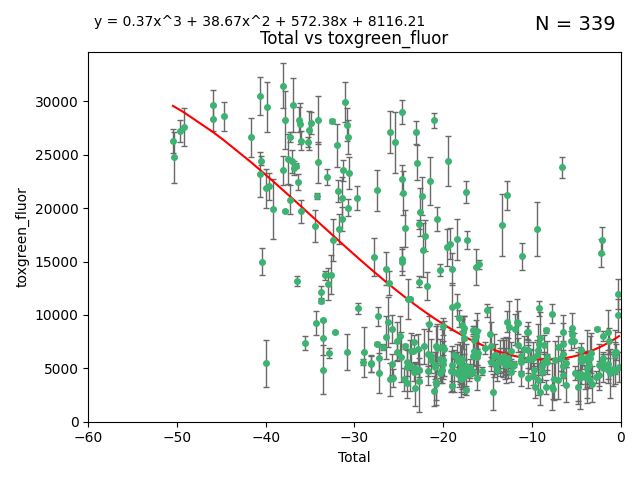 y = 0.37x^3 + 38.67x^2 + 572.38x + 8116.21
N = 339
Total vs toxgreen_fluor
toxgreen_fluor
30000
25000
20000
15000
10000
5000
0
−60
−50
−40
−30
−20
−10
0
Total